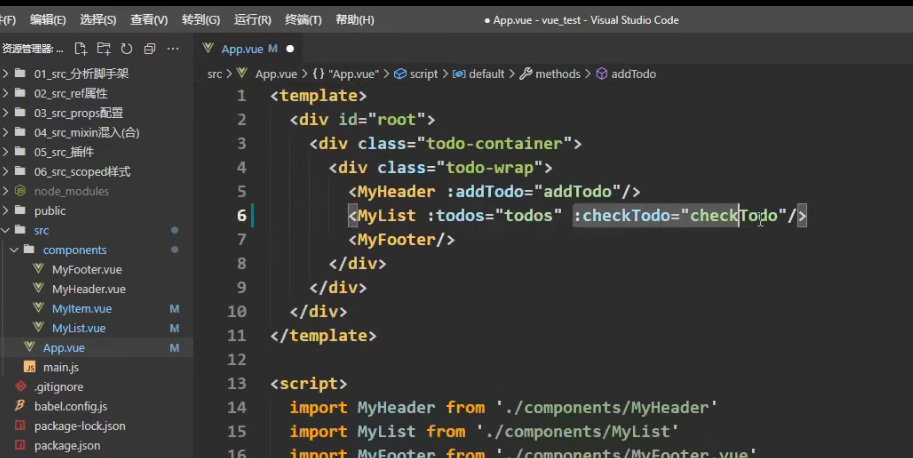 件(F) 编辑(E) 选择(S) 查看(V) 转到(G) 运行(R) 终端(T) 帮助(H) ● App.vue - vue_test - Visual Studio Code
资源管理器: ...
01_src_分析脚手架
02_src_ref属性
03_src_props配置
04_src_mixin混入(合)
05_src_插件
06_src_scoped样式
node_modules
public
src
components
MyFooter.vue
MyHeader.vue
MyItem.vue M
MyList.vue M
App.vue M
main.js
.gitignore
babel.config.js
package-lock.json
package.json
App.vue M ●
src > App.vue > {} "App.vue" > script > default > methods > addTodo
1 <template>
2 <div id="root">
3 <div class="todo-container">
4 <div class="todo-wrap">
5 <MyHeader :addTodo="addTodo"/>
6 <MyList :todos="todos" :checkTodo="checkTodo"/>
7 <MyFooter/>
8 </div>
9 </div>
10 </div>
11 </template>
12
13 <script>
14 import MyHeader from './components/MyHeader'
15 import MyList from './components/MyList'
16 import MyFooter from './components/MyFooter.vue'